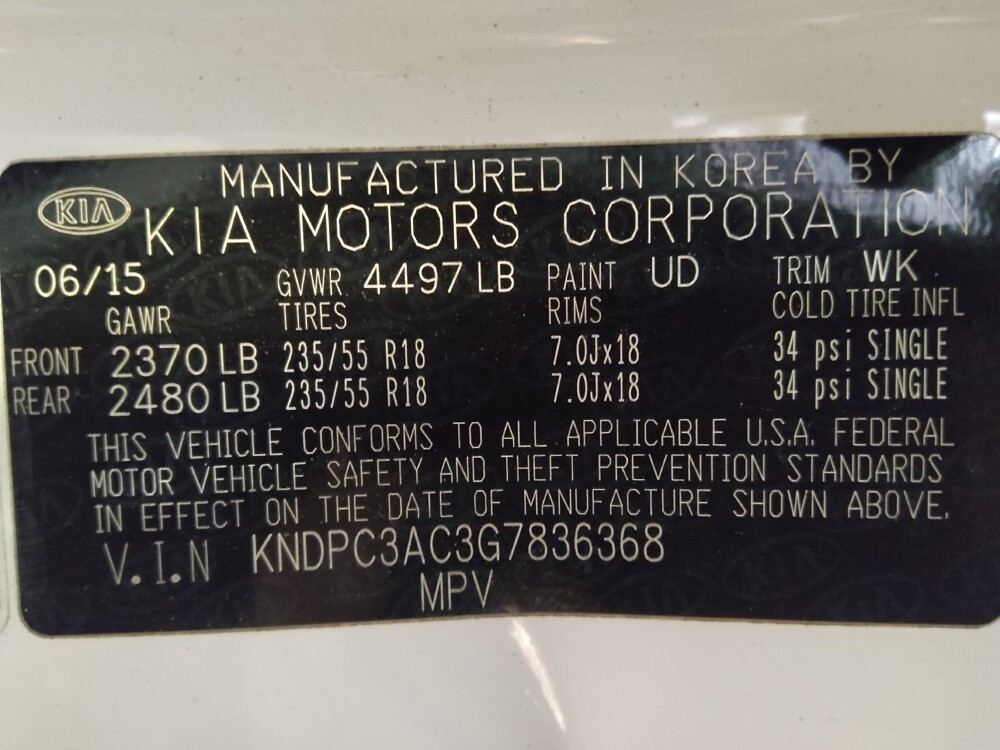 MANUFACTURED IN KOREA BY
KIA KIA MOTORS CORPORATION
06/15 GVWR 4497 LB PAINT UD TRIM WK
GAWR TIRES RIMS COLD TIRE INFL
FRONT 2370 LB 235/55 R18 7.0Jx18 34 psi SINGLE
REAR 2480 LB 235/55 R18 7.0Jx18 34 psi SINGLE
THIS VEHICLE CONFORMS TO ALL APPLICABLE U.S.A. FEDERAL
MOTOR VEHICLE SAFETY AND THEFT PREVENTION STANDARDS
IN EFFECT ON THE DATE OF MANUFACTURE SHOWN ABOVE.
V.I.N KNDPC3AC3G7836368
MPV